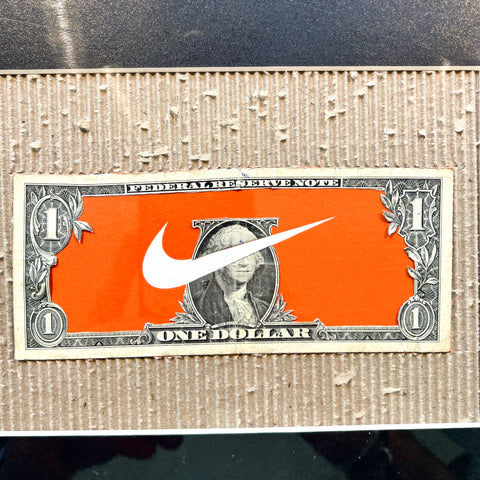 FEDERAL RESERVE NOTE
1 1
1 1
ONE DOLLAR